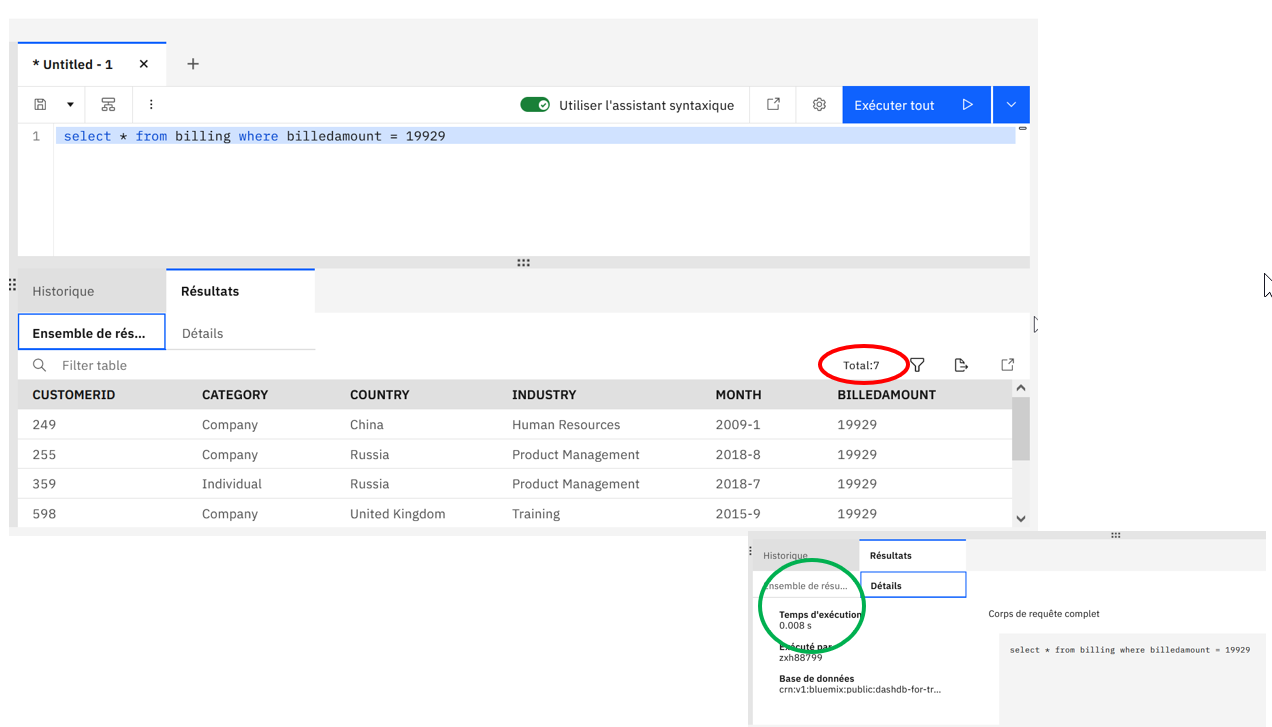 * Untitled - 1
Utiliser l'assistant syntaxique
Exécuter tout
1 select * from billing where billedamount = 19929
Historique Résultats
Ensemble de rés... Détails
Filter table Total:7
CUSTOMERID CATEGORY COUNTRY INDUSTRY MONTH BILLEDAMOUNT
249 Company China Human Resources 2009-1 19929
255 Company Russia Product Management 2018-8 19929
359 Individual Russia Product Management 2018-7 19929
598 Company United Kingdom Training 2015-9 19929
Historique Résultats
Ensemble de résu... Détails
Temps d'exécution
0.008 s
Exécuté par
zxh88799
Base de données
crn:v1:bluemix:public:dashdb-for-tr...
Corps de requête complet
select * from billing where billedamount = 19929